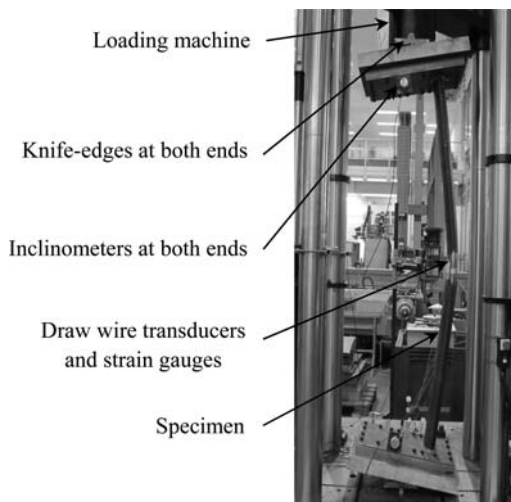 Loading machine
Knife-edges at both ends
Inclinometers at both ends
Draw wire transducers
and strain gauges
Specimen